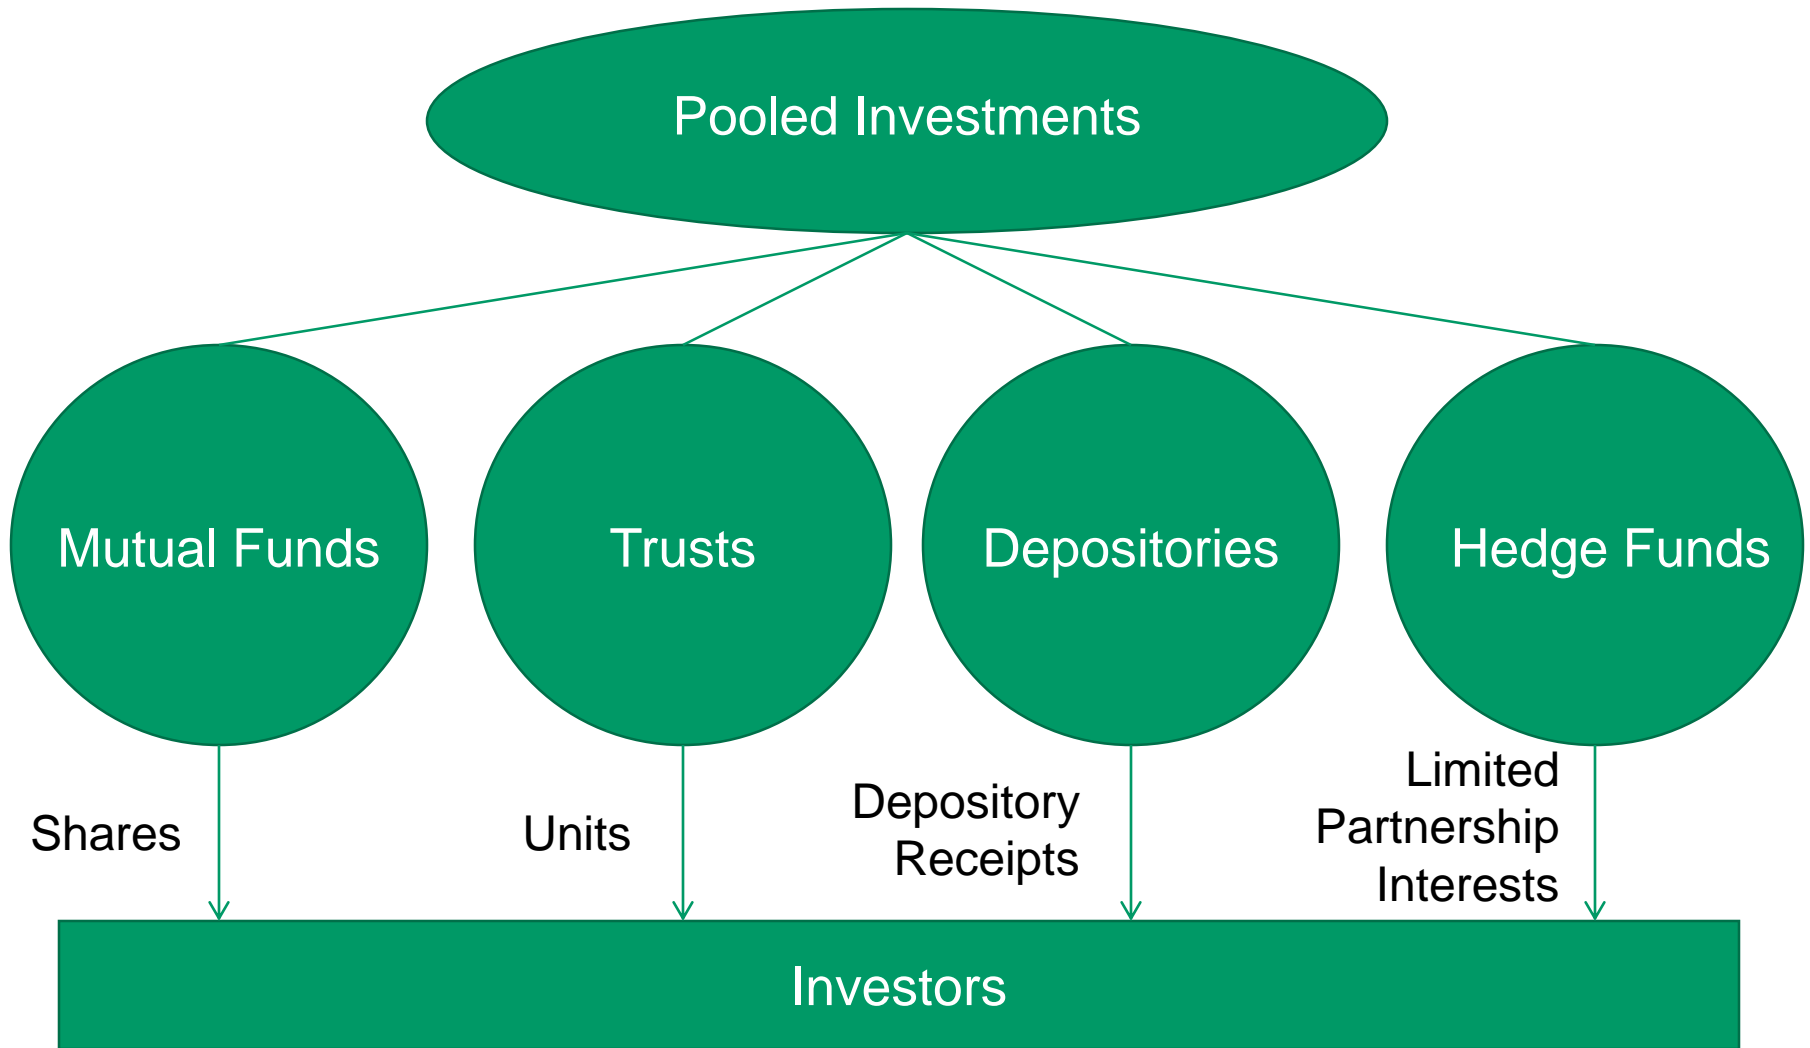 Pooled Investments
Mutual Funds
Trusts
Depositories
Hedge Funds
Shares
Units
Depository
Receipts
Limited
Partnership
Interests
Investors